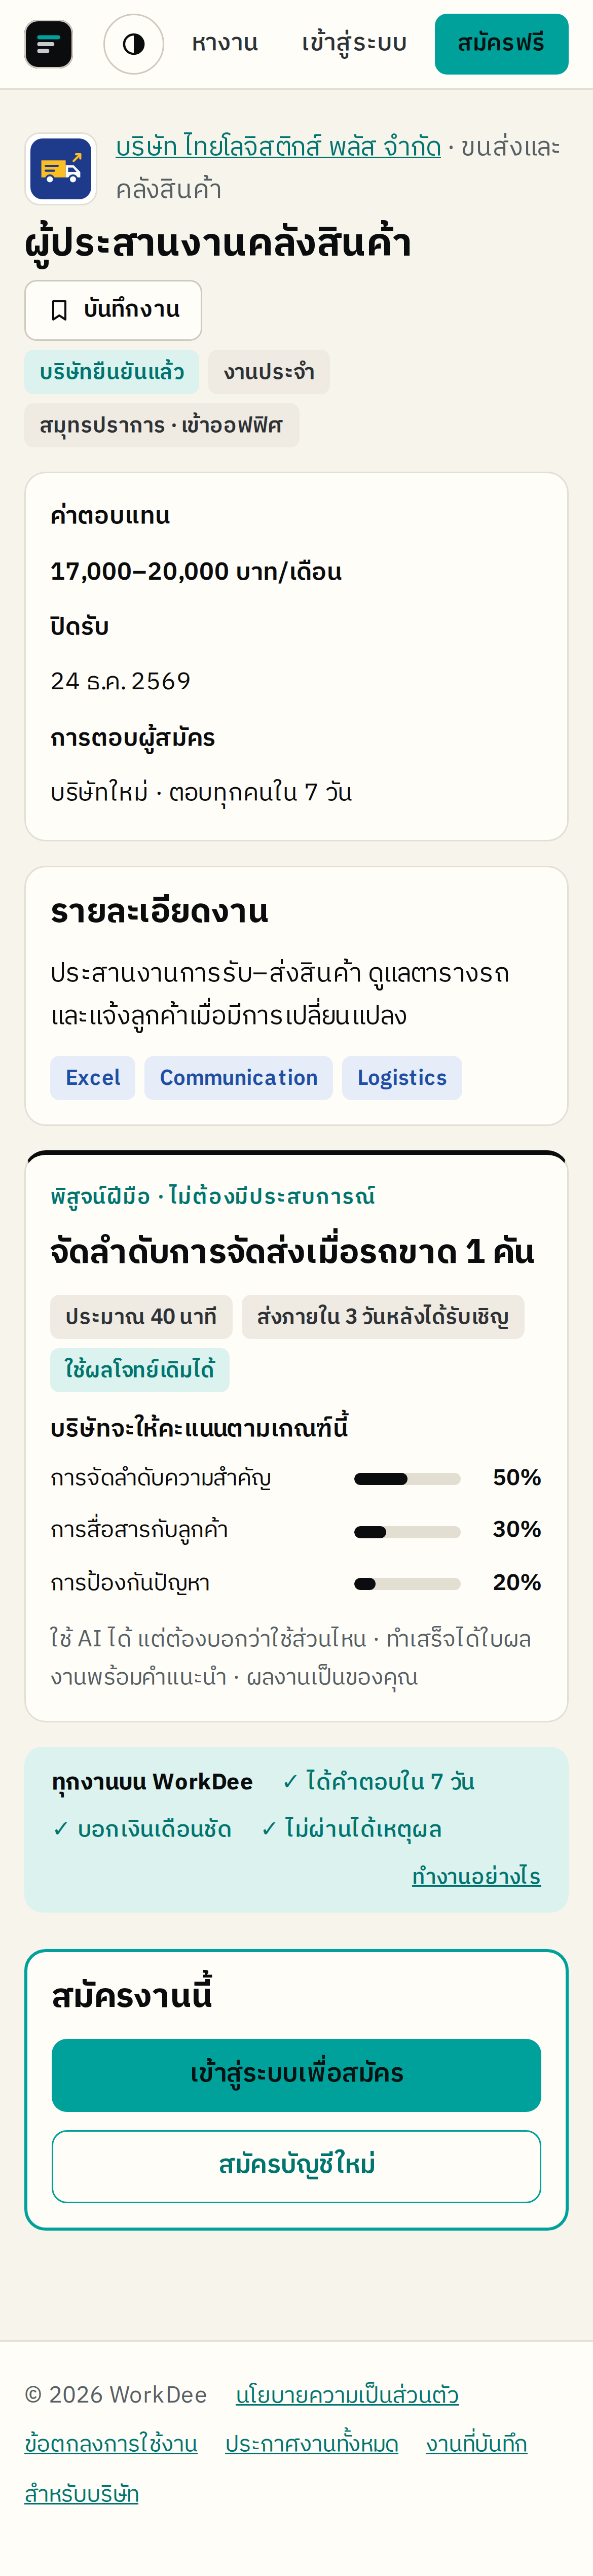 หางาน เข้าสู่ระบบ สมัครฟรี
บริษัท ไทยโลจิสติกส์ พลัส จำกัด · ขนส่งและ
คลังสินค้า
ผู้ประสานงานคลังสินค้า
บันทึกงาน
บริษัทยืนยันแล้ว งานประจำ
สมุทรปราการ · เข้าออฟฟิศ
ค่าตอบแทน
17,000–20,000 บาท/เดือน
ปิดรับ
24 ธ.ค. 2569
การตอบผู้สมัคร
บริษัทใหม่ · ตอบทุกคนใน 7 วัน
รายละเอียดงาน
ประสานงานการรับ–ส่งสินค้า ดูแลตารางรถ
และแจ้งลูกค้าเมื่อมีการเปลี่ยนแปลง
Excel Communication Logistics
พิสูจน์ฝีมือ · ไม่ต้องมีประสบการณ์
จัดลำดับการจัดส่งเมื่อรถขาด 1 คัน
ประมาณ 40 นาที ส่งภายใน 3 วันหลังได้รับเชิญ
ใช้ผลโจทย์เดิมได้
บริษัทจะให้คะแนนตามเกณฑ์นี้
การจัดลำดับความสำคัญ 50%
การสื่อสารกับลูกค้า 30%
การป้องกันปัญหา 20%
ใช้ AI ได้ แต่ต้องบอกว่าใช้ส่วนไหน · ทำเสร็จได้ใบผล
งานพร้อมคำแนะนำ · ผลงานเป็นของคุณ
ทุกงานบน WorkDee ✓ ได้คำตอบใน 7 วัน
✓ บอกเงินเดือนชัด ✓ ไม่ผ่านได้เหตุผล
ทำงานอย่างไร
สมัครงานนี้
เข้าสู่ระบบเพื่อสมัคร
สมัครบัญชีใหม่
© 2026 WorkDee นโยบายความเป็นส่วนตัว
ข้อตกลงการใช้งาน ประกาศงานทั้งหมด งานที่บันทึก
สำหรับบริษัท